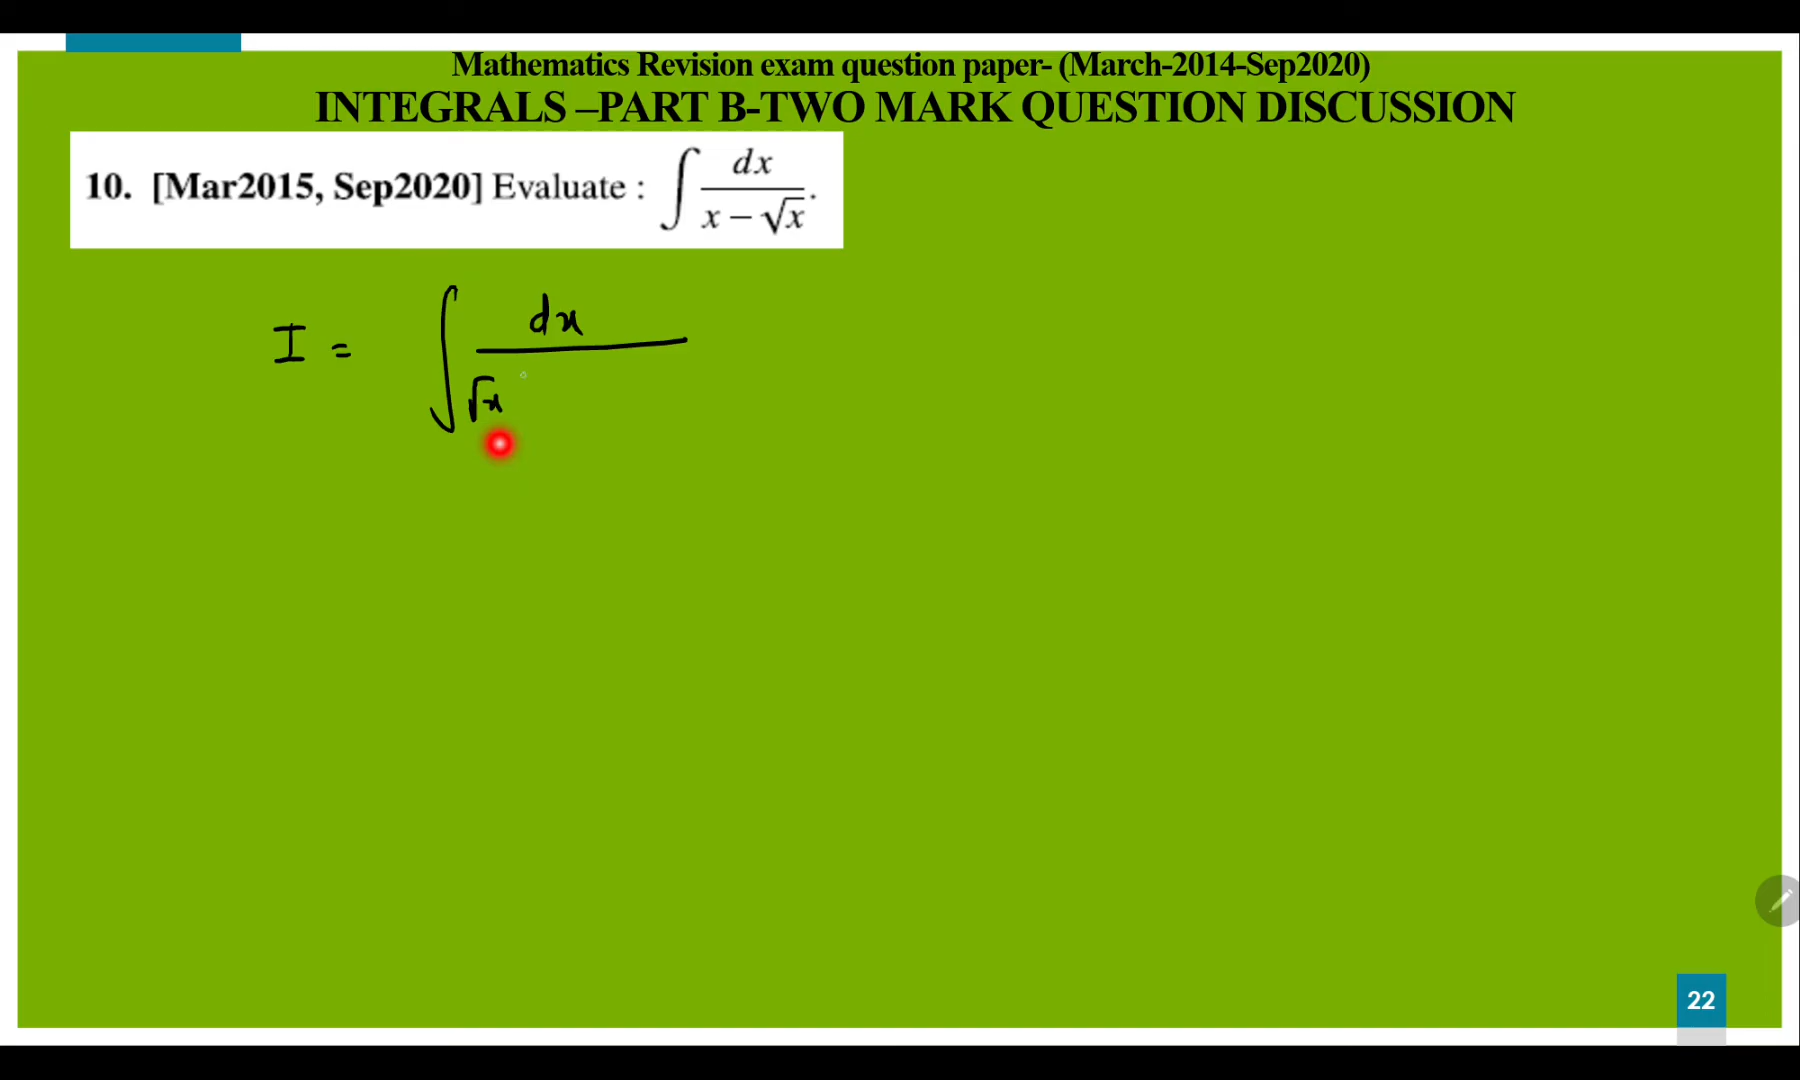 Mathematics Revision exam question paper- (March-2014-Sep2020)
INTEGRALS –PART B-TWO MARK QUESTION DISCUSSION
10. [Mar2015, Sep2020] Evaluate : ∫ dx / (x − √x).
I = ∫ dx / √x
22